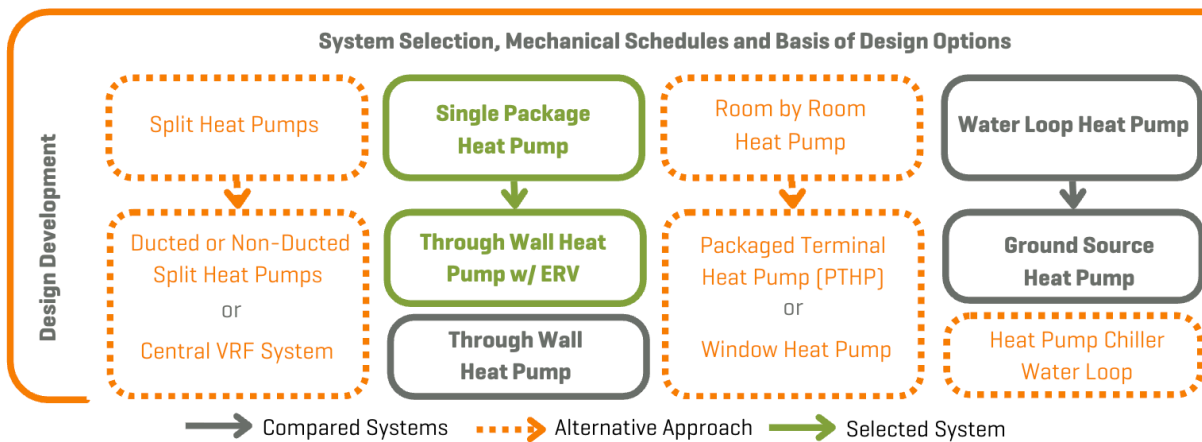 System Selection, Mechanical Schedules and Basis of Design Options
Design Development
Split Heat Pumps
Ducted or Non-Ducted
Split Heat Pumps
or
Central VRF System
Single Package
Heat Pump
Through Wall Heat
Pump w/ ERV
Through Wall
Heat Pump
Room by Room
Heat Pump
Packaged Terminal
Heat Pump (PTHP)
or
Window Heat Pump
Water Loop Heat Pump
Ground Source
Heat Pump
Heat Pump Chiller
Water Loop
Compared Systems
Alternative Approach
Selected System